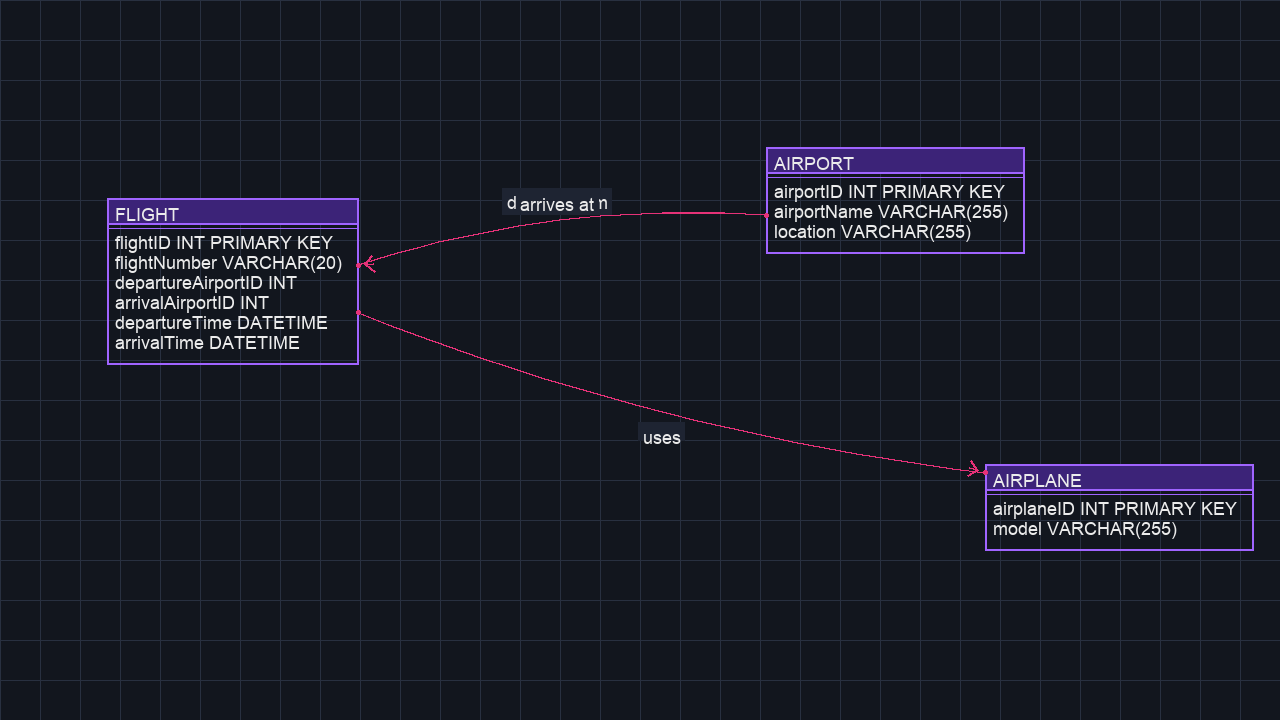 FLIGHT
flightID INT PRIMARY KEY
flightNumber VARCHAR(20)
departureAirportID INT
arrivalAirportID INT
departureTime DATETIME
arrivalTime DATETIME
arrives at
AIRPORT
airportID INT PRIMARY KEY
airportName VARCHAR(255)
location VARCHAR(255)
uses
AIRPLANE
airplaneID INT PRIMARY KEY
model VARCHAR(255)